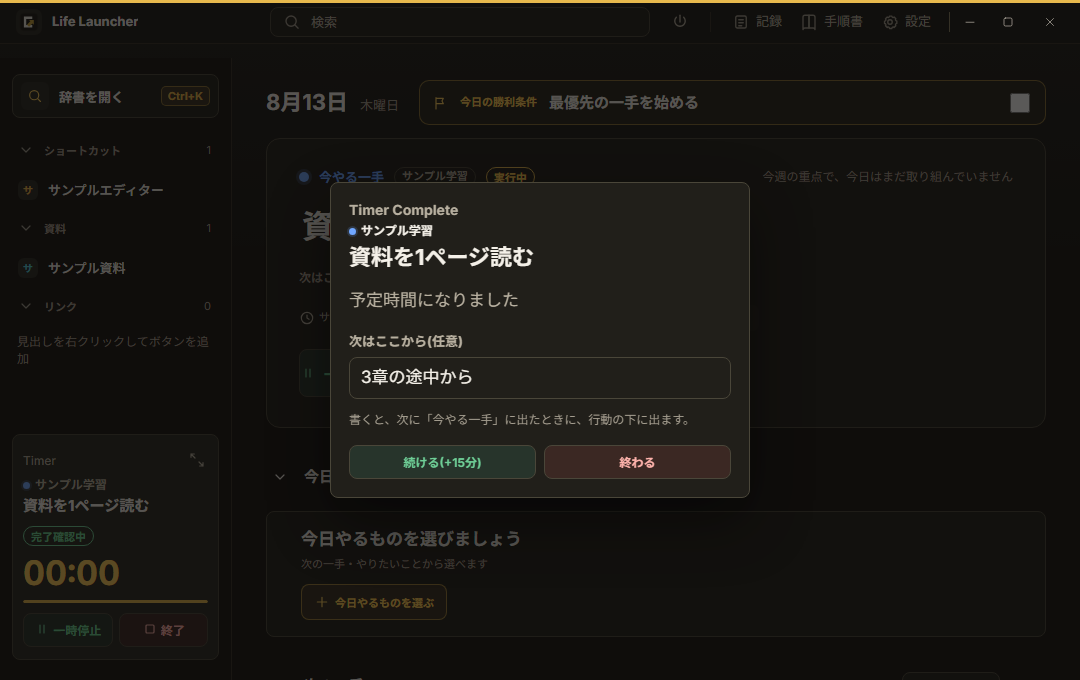 Life Launcher
検索
記録
手順書
設定
辞書を開く
Ctrl+K
ショートカット
1
サ
サンプルエディター
資料
1
サ
サンプル資料
リンク
0
見出しを右クリックしてボタンを追
加
8月13日
木曜日
今日の勝利条件
最優先の一手を始める
今やる一手
サンプル学習
実行中
今週の重点で、今日はまだ取り組んでいません
資
次はこ
サ
Timer Complete
サンプル学習
資料を1ページ読む
予定時間になりました
次はここから(任意)
3章の途中から
書くと、次に「今やる一手」に出たときに、行動の下に出ます。
続ける(+15分)
終わる
今日
今日やるものを選びましょう
次の一手・やりたいことから選べます
今日やるものを選ぶ
Timer
サンプル学習
資料を1ページ読む
完了確認中
00:00
一時停止
終了